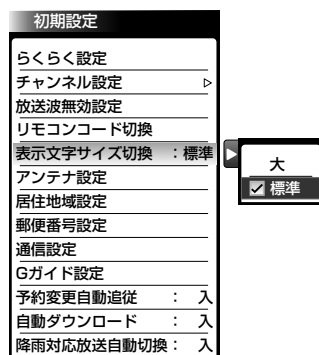 初期設定
らくらく設定
チャンネル設定 ▷
放送波無効設定
リモコンコード切換
表示文字サイズ切換 ：標準
アンテナ設定
居住地域設定
郵便番号設定
通信設定
Gガイド設定
予約変更自動追従 ： 入
自動ダウンロード ： 入
降雨対応放送自動切換： 入
大
標準